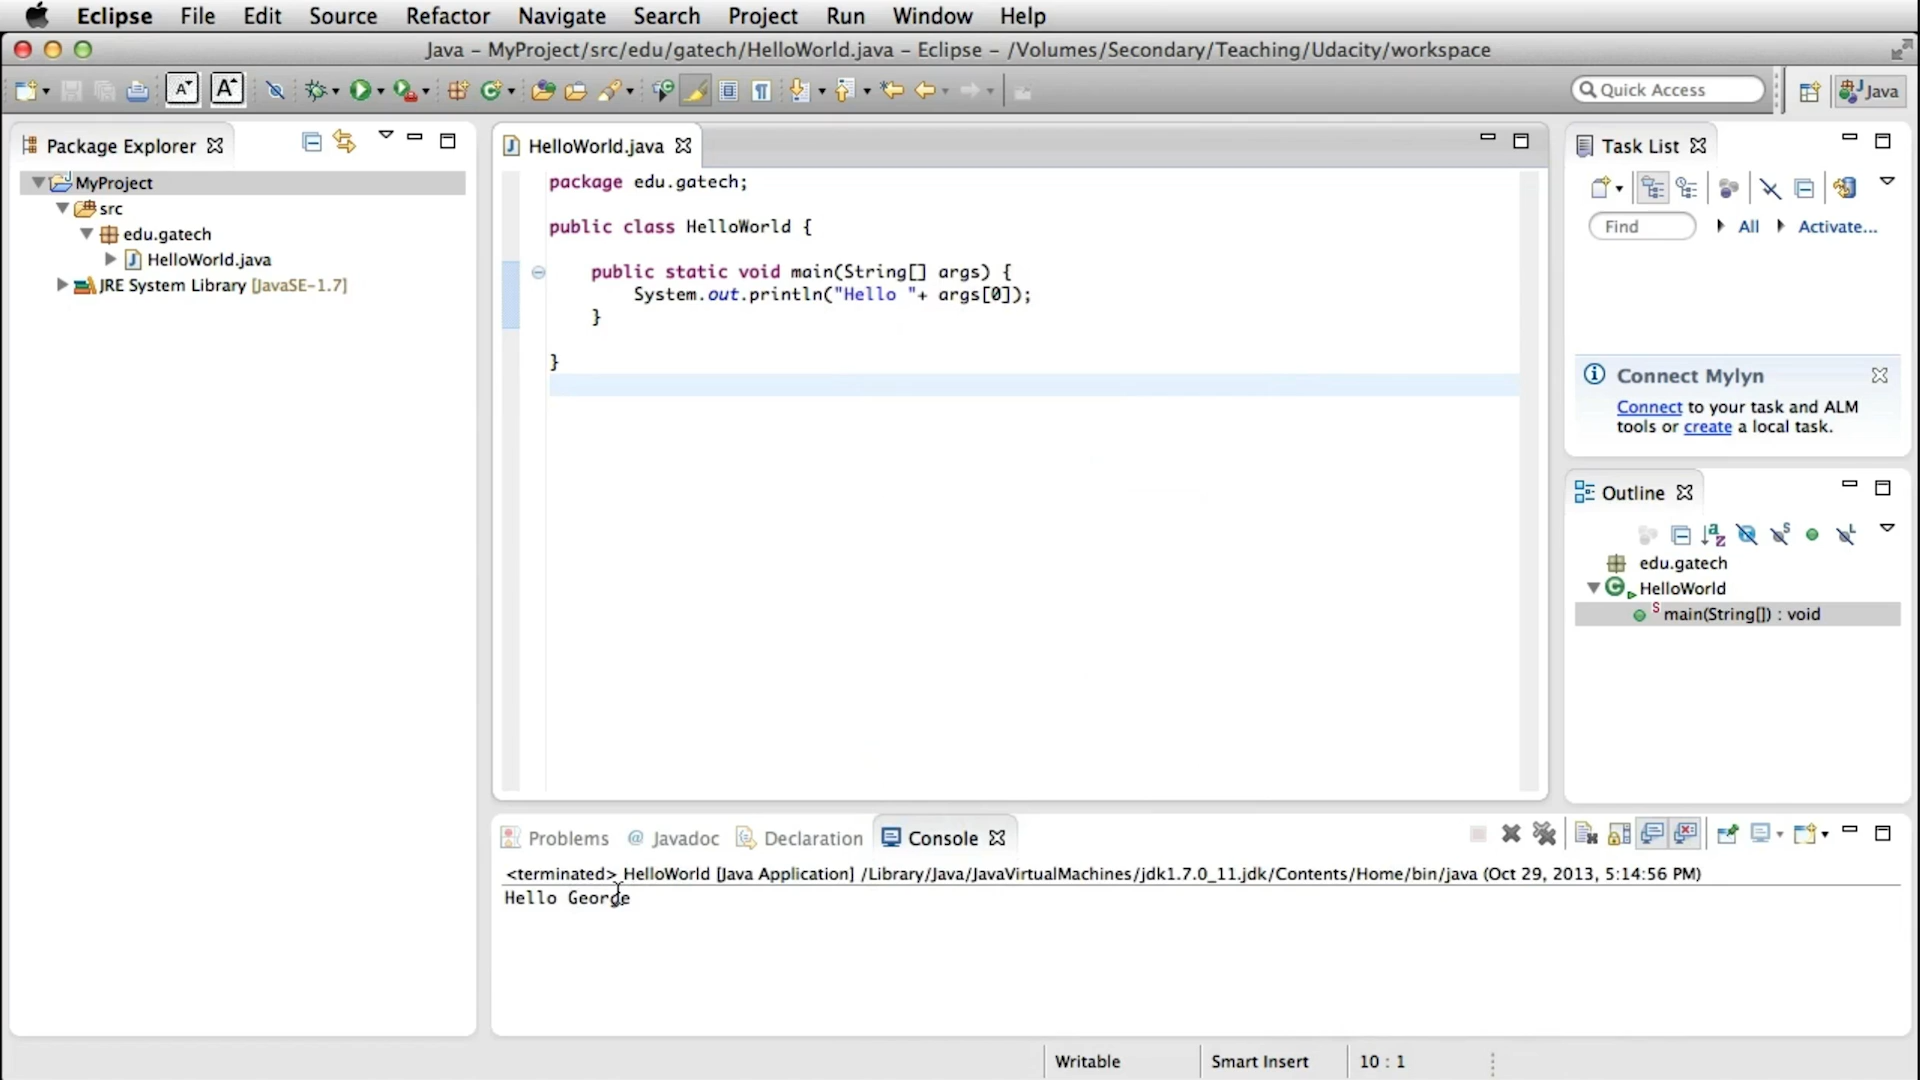 Eclipse File Edit Source Refactor Navigate Search Project Run Window Help
Java – MyProject/src/edu/gatech/HelloWorld.java – Eclipse – /Volumes/Secondary/Teaching/Udacity/workspace
A A Quick Access Java
Package Explorer
MyProject
src
edu.gatech
HelloWorld.java
JRE System Library [JavaSE-1.7]
HelloWorld.java
package edu.gatech;
public class HelloWorld {
public static void main(String[] args) {
System.out.println("Hello "+ args[0]);
}
}
Task List
Find All Activate...
Connect Mylyn
Connect to your task and ALM
tools or create a local task.
Outline
edu.gatech
HelloWorld
main(String[]) : void
Problems @ Javadoc Declaration Console
<terminated> HelloWorld [Java Application] /Library/Java/JavaVirtualMachines/jdk1.7.0_11.jdk/Contents/Home/bin/java (Oct 29, 2013, 5:14:56 PM)
Hello George
Writable Smart Insert 10 : 1